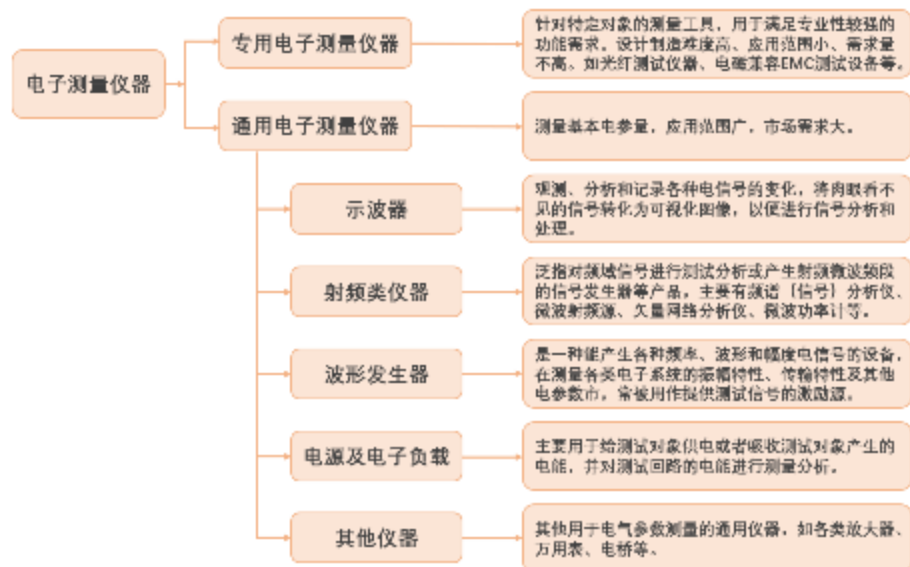 电子测量仪器
专用电子测量仪器
针对特定对象的测量工具，用于满足专业性较强的
功能需求。设计制造难度高、应用范围小、需求量
不高。如光纤测试仪器、电磁兼容EMC测试设备等。
通用电子测量仪器
测量基本电参量，应用范围广，市场需求大。
示波器
观测、分析和记录各种电信号的变化，将肉眼看不
见的信号转化为可视化图像，以便进行信号分析和
处理。
射频类仪器
泛指对频域信号进行测试分析或产生射频微波频段
的信号发生器等产品，主要有频谱（信号）分析仪、
微波射频源、矢量网络分析仪、微波功率计等。
波形发生器
是一种能产生各种频率、波形和幅度电信号的设备，
在测量各类电子系统的振幅特性、传输特性及其他
电参数市，常被用作提供测试信号的激励源。
电源及电子负载
主要用于给测试对象供电或者吸收测试对象产生的
电能，并对测试回路的电能进行测量分析。
其他仪器
其他用于电气参数测量的通用仪器，如各类放大器、
万用表、电桥等。